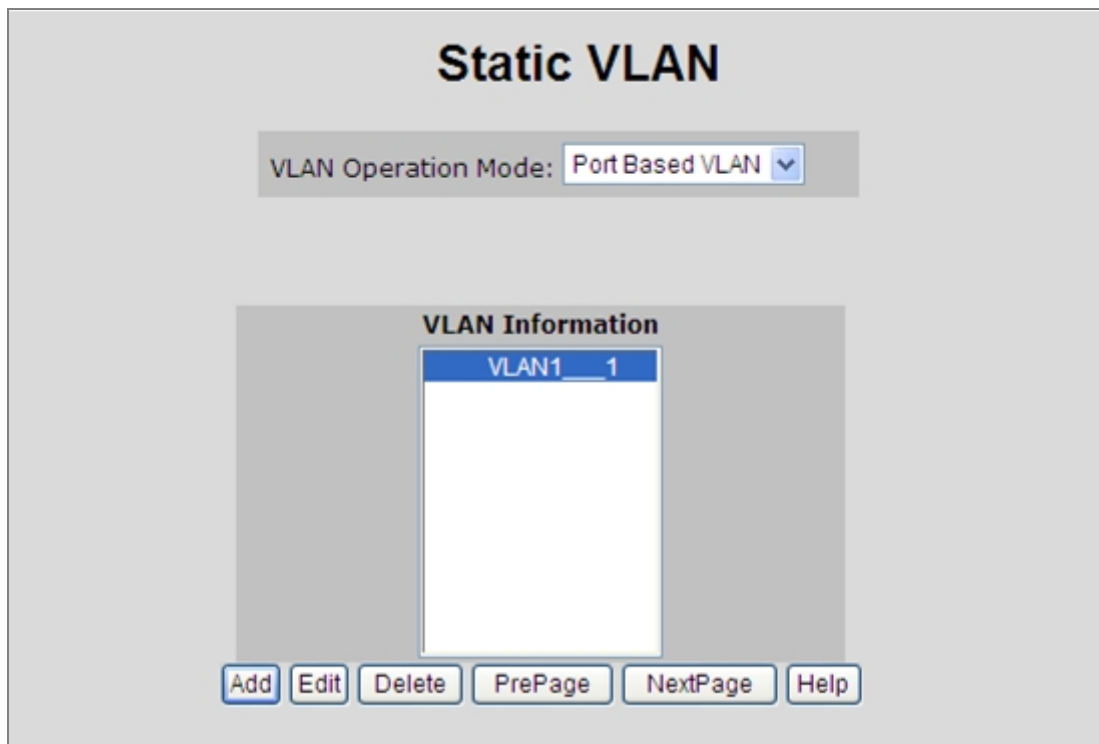 Static VLAN
VLAN Operation Mode: Port Based VLAN
VLAN Information
VLAN1___1
Add Edit Delete PrePage NextPage Help